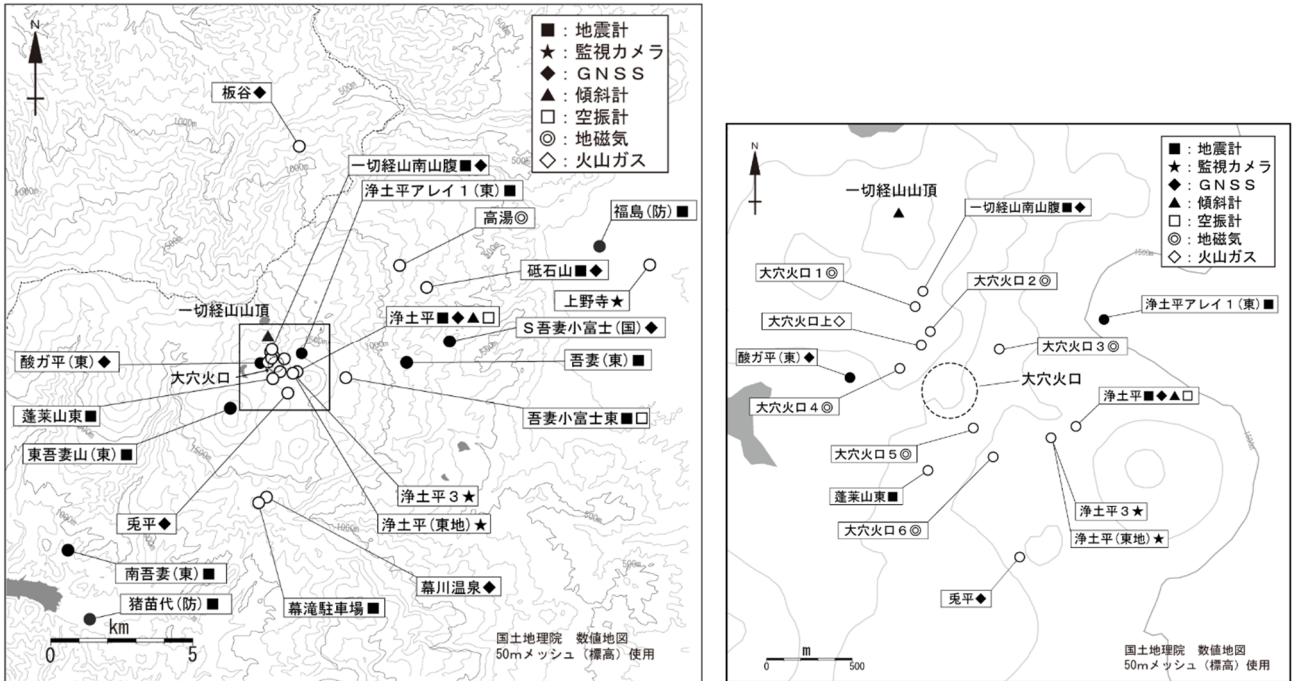 N
■：地震計
★：監視カメラ
◆：ＧＮＳＳ
▲：傾斜計
□：空振計
◎：地磁気
◇：火山ガス
板谷◆
一切経山南山腹■◆
浄土平アレイ１(東)■
高湯◎
福島(防)■
砥石山■◆
上野寺★
一切経山山頂
浄土平■◆▲□
Ｓ吾妻小富士(国)◆
酸ガ平(東)◆
吾妻(東)■
大穴火口
蓬莱山東■
吾妻小富士東■□
東吾妻山(東)■
浄土平３★
兎平◆
浄土平(東地)★
南吾妻(東)■
幕川温泉◆
猪苗代(防)■
幕滝駐車場■
km
0
5
国土地理院　数値地図
50ｍメッシュ（標高）使用
500m
1000m
1500m
N
■：地震計
★：監視カメラ
◆：ＧＮＳＳ
▲：傾斜計
□：空振計
◎：地磁気
◇：火山ガス
一切経山山頂
一切経山南山腹■◆
大穴火口１◎
大穴火口２◎
1500m
浄土平アレイ１(東)■
大穴火口上◇
大穴火口３◎
酸ガ平(東)◆
大穴火口
浄土平■◆▲□
大穴火口４◎
大穴火口５◎
1500m
蓬莱山東■
浄土平３★
大穴火口６◎
浄土平(東地)★
兎平◆
m
0
500
国土地理院　数値地図
50ｍメッシュ（標高）使用